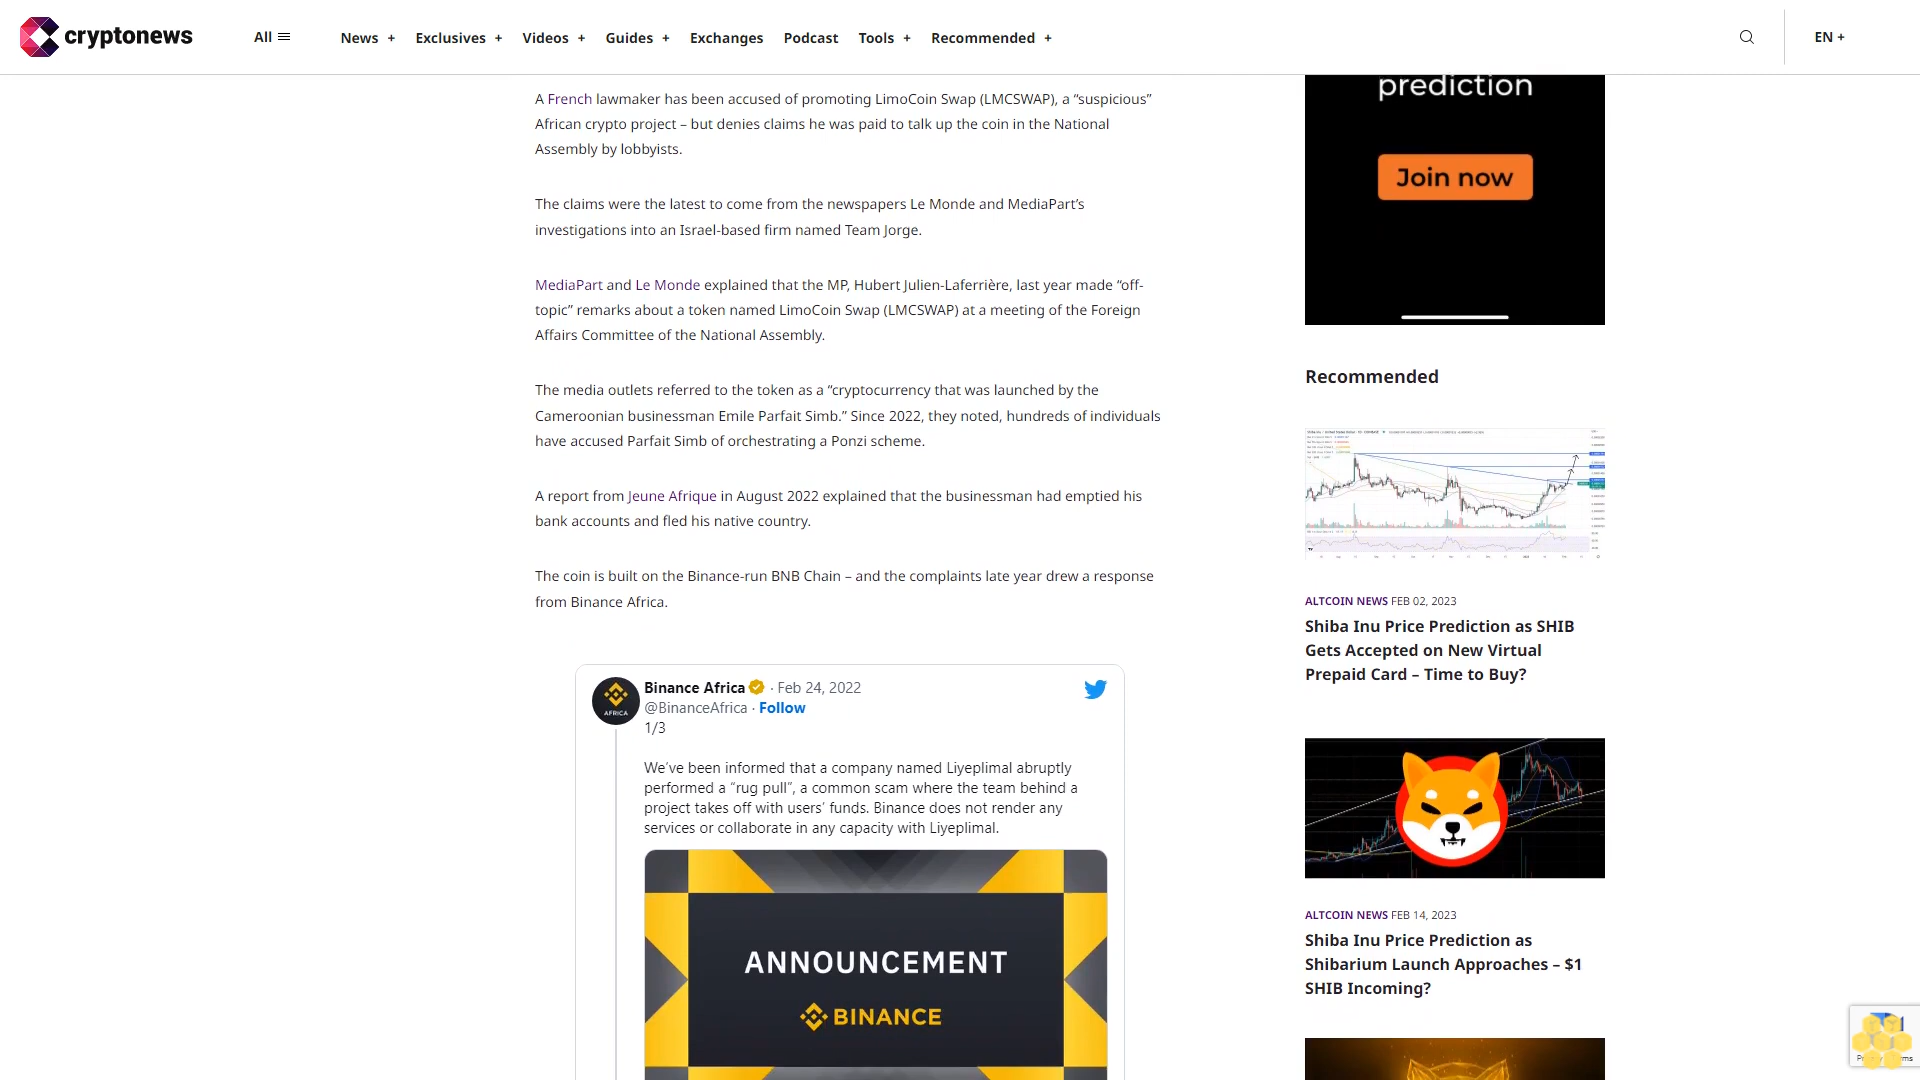 cryptonews
All
News +
Exclusives +
Videos +
Guides +
Exchanges
Podcast
Tools +
Recommended +
EN +
A French lawmaker has been accused of promoting LimoCoin Swap (LMCSWAP), a “suspicious”
African crypto project – but denies claims he was paid to talk up the coin in the National
Assembly by lobbyists.
The claims were the latest to come from the newspapers Le Monde and MediaPart’s
investigations into an Israel-based firm named Team Jorge.
MediaPart and Le Monde explained that the MP, Hubert Julien-Laferrière, last year made “off-
topic” remarks about a token named LimoCoin Swap (LMCSWAP) at a meeting of the Foreign
Affairs Committee of the National Assembly.
The media outlets referred to the token as a “cryptocurrency that was launched by the
Cameroonian businessman Emile Parfait Simb.” Since 2022, they noted, hundreds of individuals
have accused Parfait Simb of orchestrating a Ponzi scheme.
A report from Jeune Afrique in August 2022 explained that the businessman had emptied his
bank accounts and fled his native country.
The coin is built on the Binance-run BNB Chain – and the complaints late year drew a response
from Binance Africa.
AFRICA
Binance Africa · Feb 24, 2022
@BinanceAfrica · Follow
1/3
We’ve been informed that a company named Liyeplimal abruptly
performed a “rug pull”, a common scam where the team behind a
project takes off with users’ funds. Binance does not render any
services or collaborate in any capacity with Liyeplimal.
ANNOUNCEMENT
BINANCE
prediction
Join now
Recommended
ALTCOIN NEWS FEB 02, 2023
Shiba Inu Price Prediction as SHIB
Gets Accepted on New Virtual
Prepaid Card – Time to Buy?
ALTCOIN NEWS FEB 14, 2023
Shiba Inu Price Prediction as
Shibarium Launch Approaches – $1
SHIB Incoming?